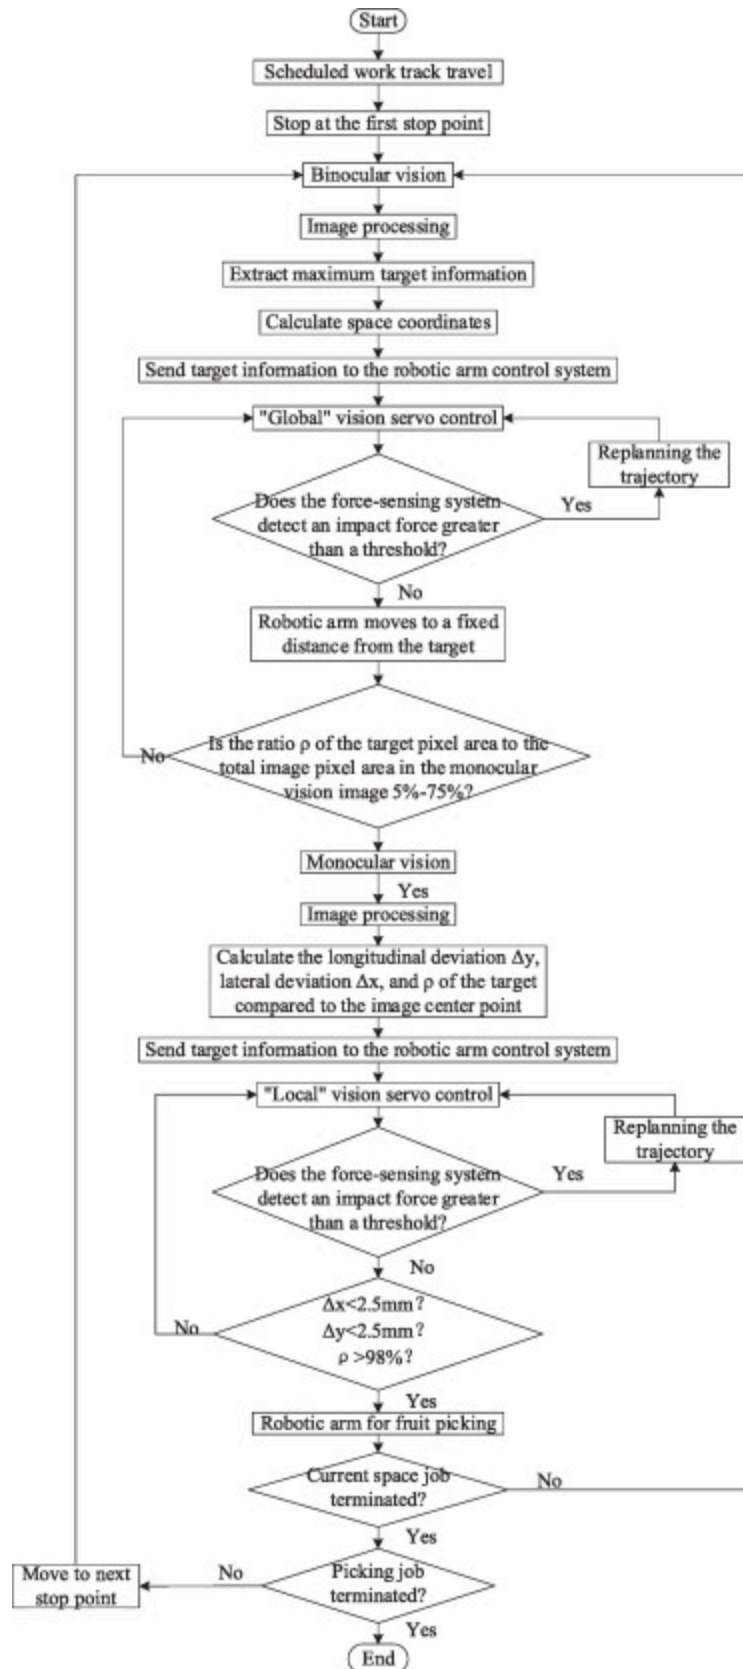 Start
Scheduled work track travel
Stop at the first stop point
Binocular vision
Image processing
Extract maximum target information
Calculate space coordinates
Send target information to the robotic arm control system
"Global" vision servo control
Replanning the
trajectory
Does the force-sensing system
detect an impact force greater
than a threshold?
Yes
No
Robotic arm moves to a fixed
distance from the target
Is the ratio ρ of the target pixel area to the
total image pixel area in the monocular
vision image 5%-75%?
No
Monocular vision
Yes
Image processing
Calculate the longitudinal deviation Δy,
lateral deviation Δx, and ρ of the target
compared to the image center point
Send target information to the robotic arm control system
"Local" vision servo control
Replanning the
trajectory
Does the force-sensing system
detect an impact force greater
than a threshold?
Yes
No
Δx<2.5mm?
Δy<2.5mm?
ρ >98%?
No
Yes
Robotic arm for fruit picking
Current space job
terminated?
No
Yes
Picking job
terminated?
No
Move to next
stop point
Yes
End